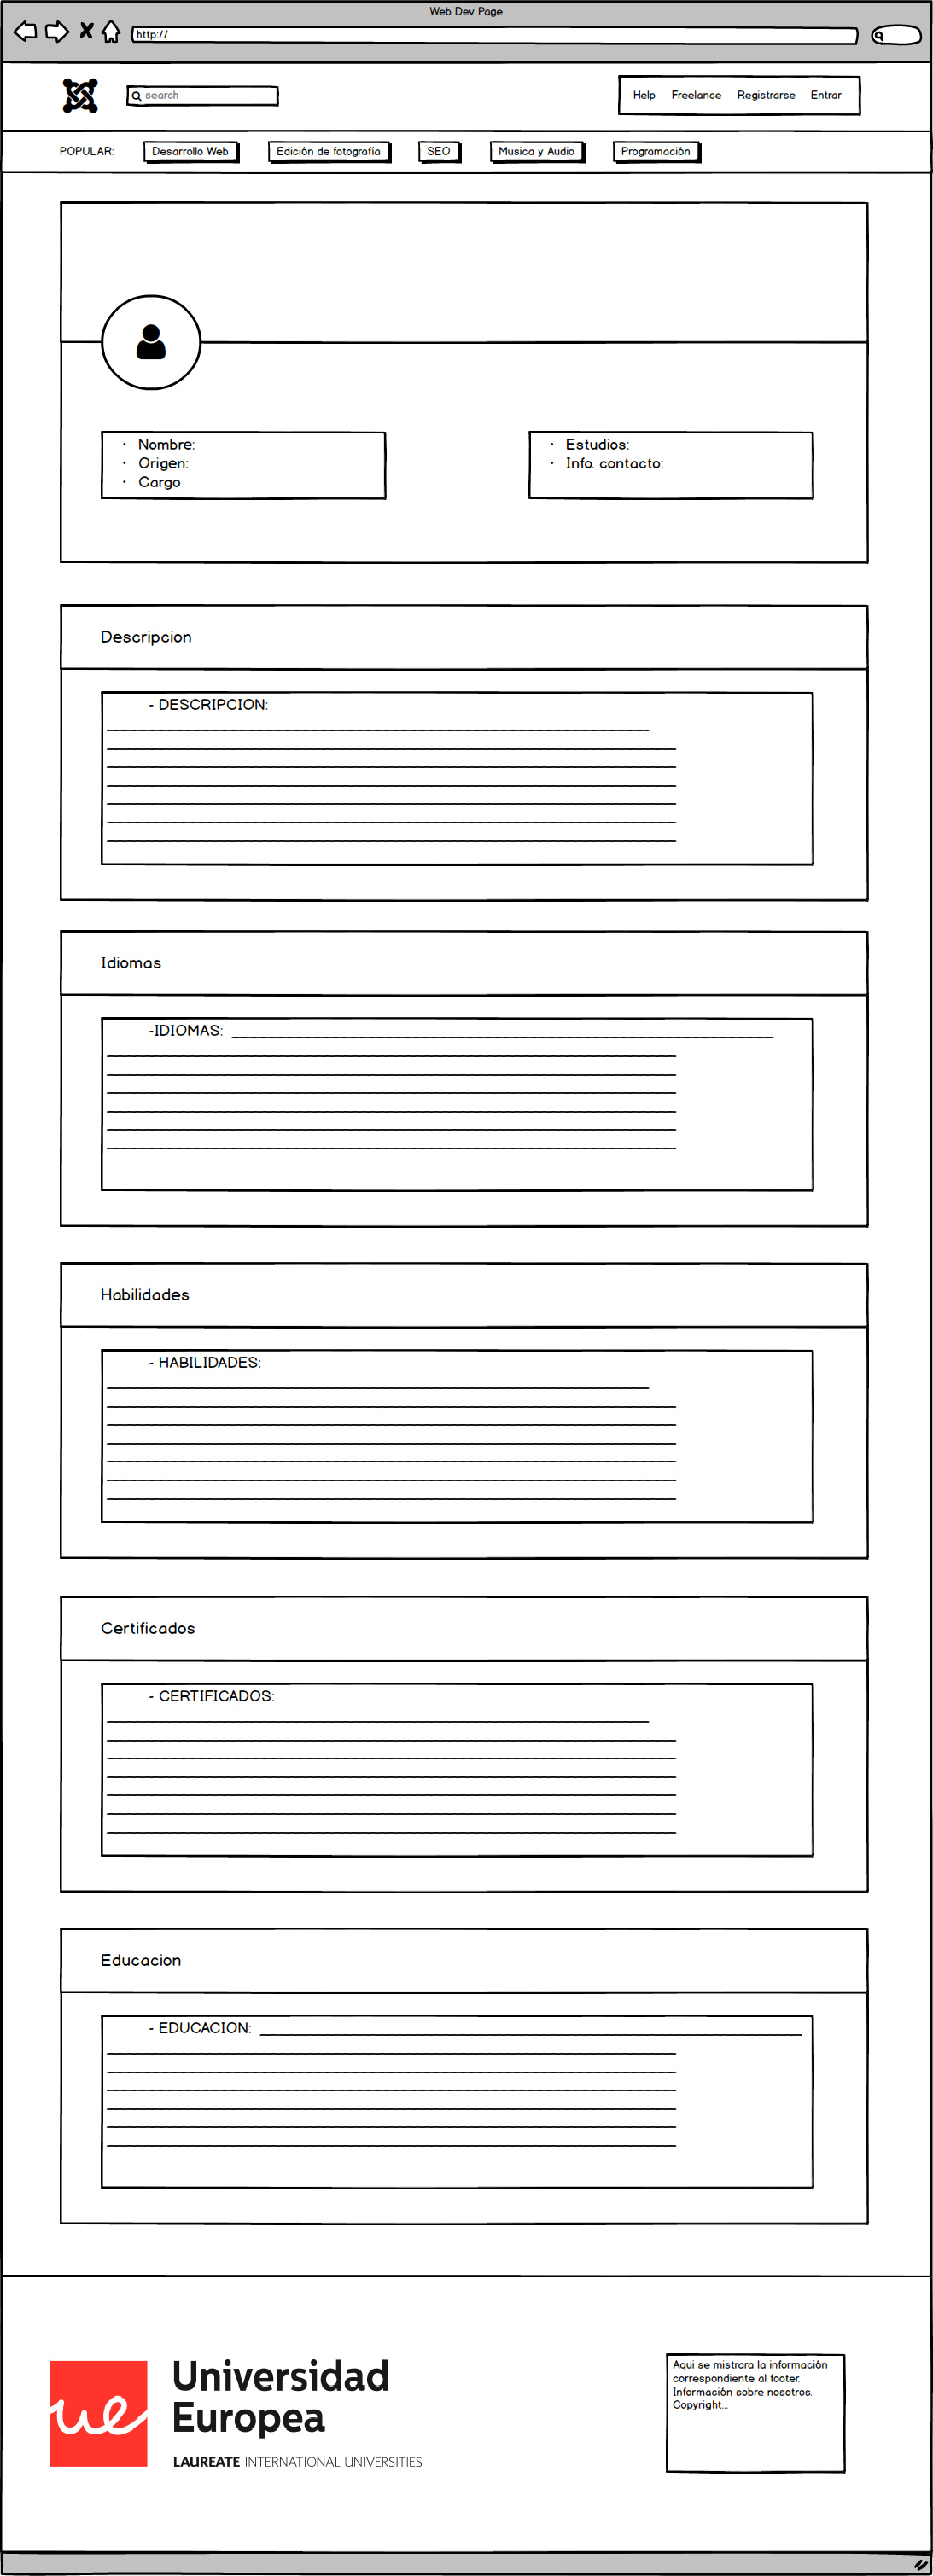 Web Dev Page
http://
search
Help Freelance Registrarse Entrar
POPULAR: Desarrollo Web Edición de fotografía SEO Musica y Audio Programación
· Nombre:
· Origen:
· Cargo
· Estudios:
· Info. contacto:
Descripcion
- DESCRIPCION:
Idiomas
-IDIOMAS:
Habilidades
- HABILIDADES:
Certificados
- CERTIFICADOS:
Educacion
- EDUCACION:
ue
Universidad
Europea
LAUREATE INTERNATIONAL UNIVERSITIES
Aqui se mistrara la información
correspondiente al footer.
Información sobre nosotros.
Copyright...